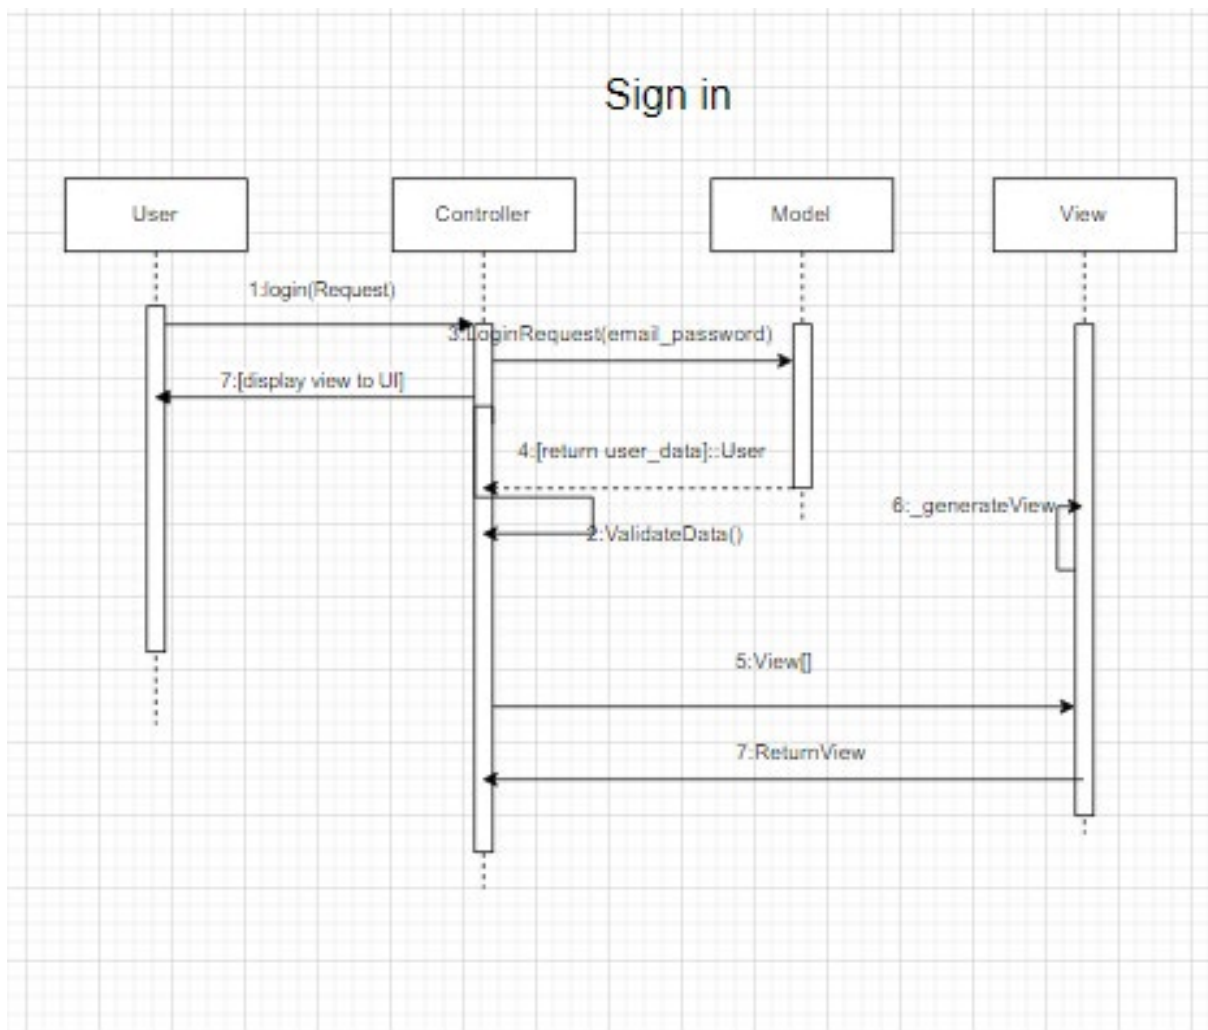 Sign in
User
Controller
Model
View
1:login(Request)
3:LoginRequest(email_password)
7:[display view to UI]
4:[return user_data]::User
6:_generateView
2:ValidateData()
5:View[]
7:ReturnView